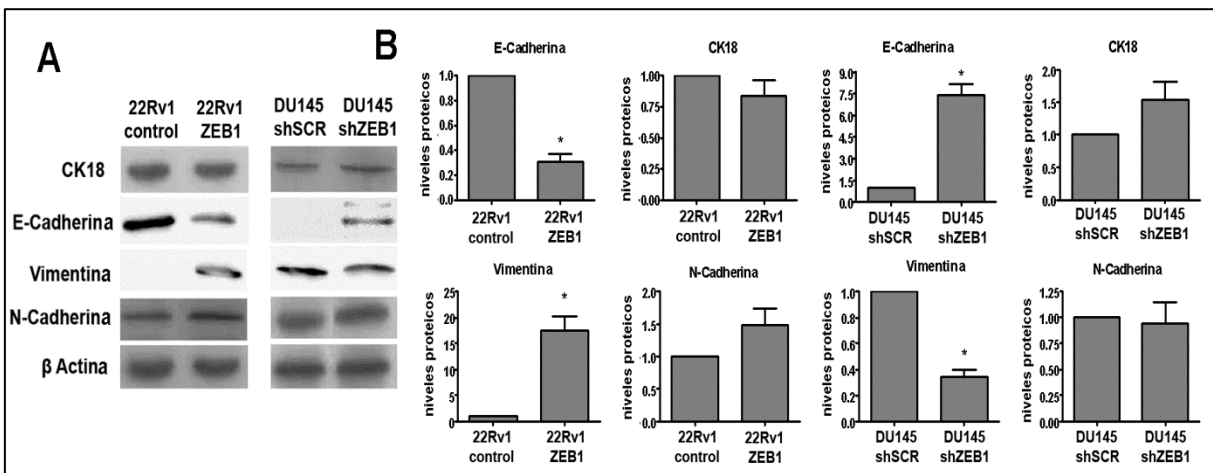 A
22Rv1 control
22Rv1 ZEB1
DU145 shSCR
DU145 shZEB1
CK18
E-Cadherina
Vimentina
N-Cadherina
β Actina
B
E-Cadherina
niveles proteicos
1.0
0.8
0.6
0.4
0.2
0.0
*
22Rv1 control
22Rv1 ZEB1
CK18
niveles proteicos
1.00
0.75
0.50
0.25
0.00
22Rv1 control
22Rv1 ZEB1
E-Cadherina
niveles proteicos
9.0
7.5
6.0
4.5
3.0
1.5
0.0
*
DU145 shSCR
DU145 shZEB1
CK18
niveles proteicos
2.0
1.5
1.0
0.5
0.0
DU145 shSCR
DU145 shZEB1
Vimentina
niveles proteicos
25
20
15
10
5
0
*
22Rv1 control
22Rv1 ZEB1
N-Cadherina
niveles proteicos
2.0
1.5
1.0
0.5
0.0
22Rv1 control
22Rv1 ZEB1
Vimentina
niveles proteicos
1.0
0.8
0.6
0.4
0.2
0.0
*
DU145 shSCR
DU145 shZEB1
N-Cadherina
niveles proteicos
1.25
1.00
0.75
0.50
0.25
0.00
DU145 shSCR
DU145 shZEB1